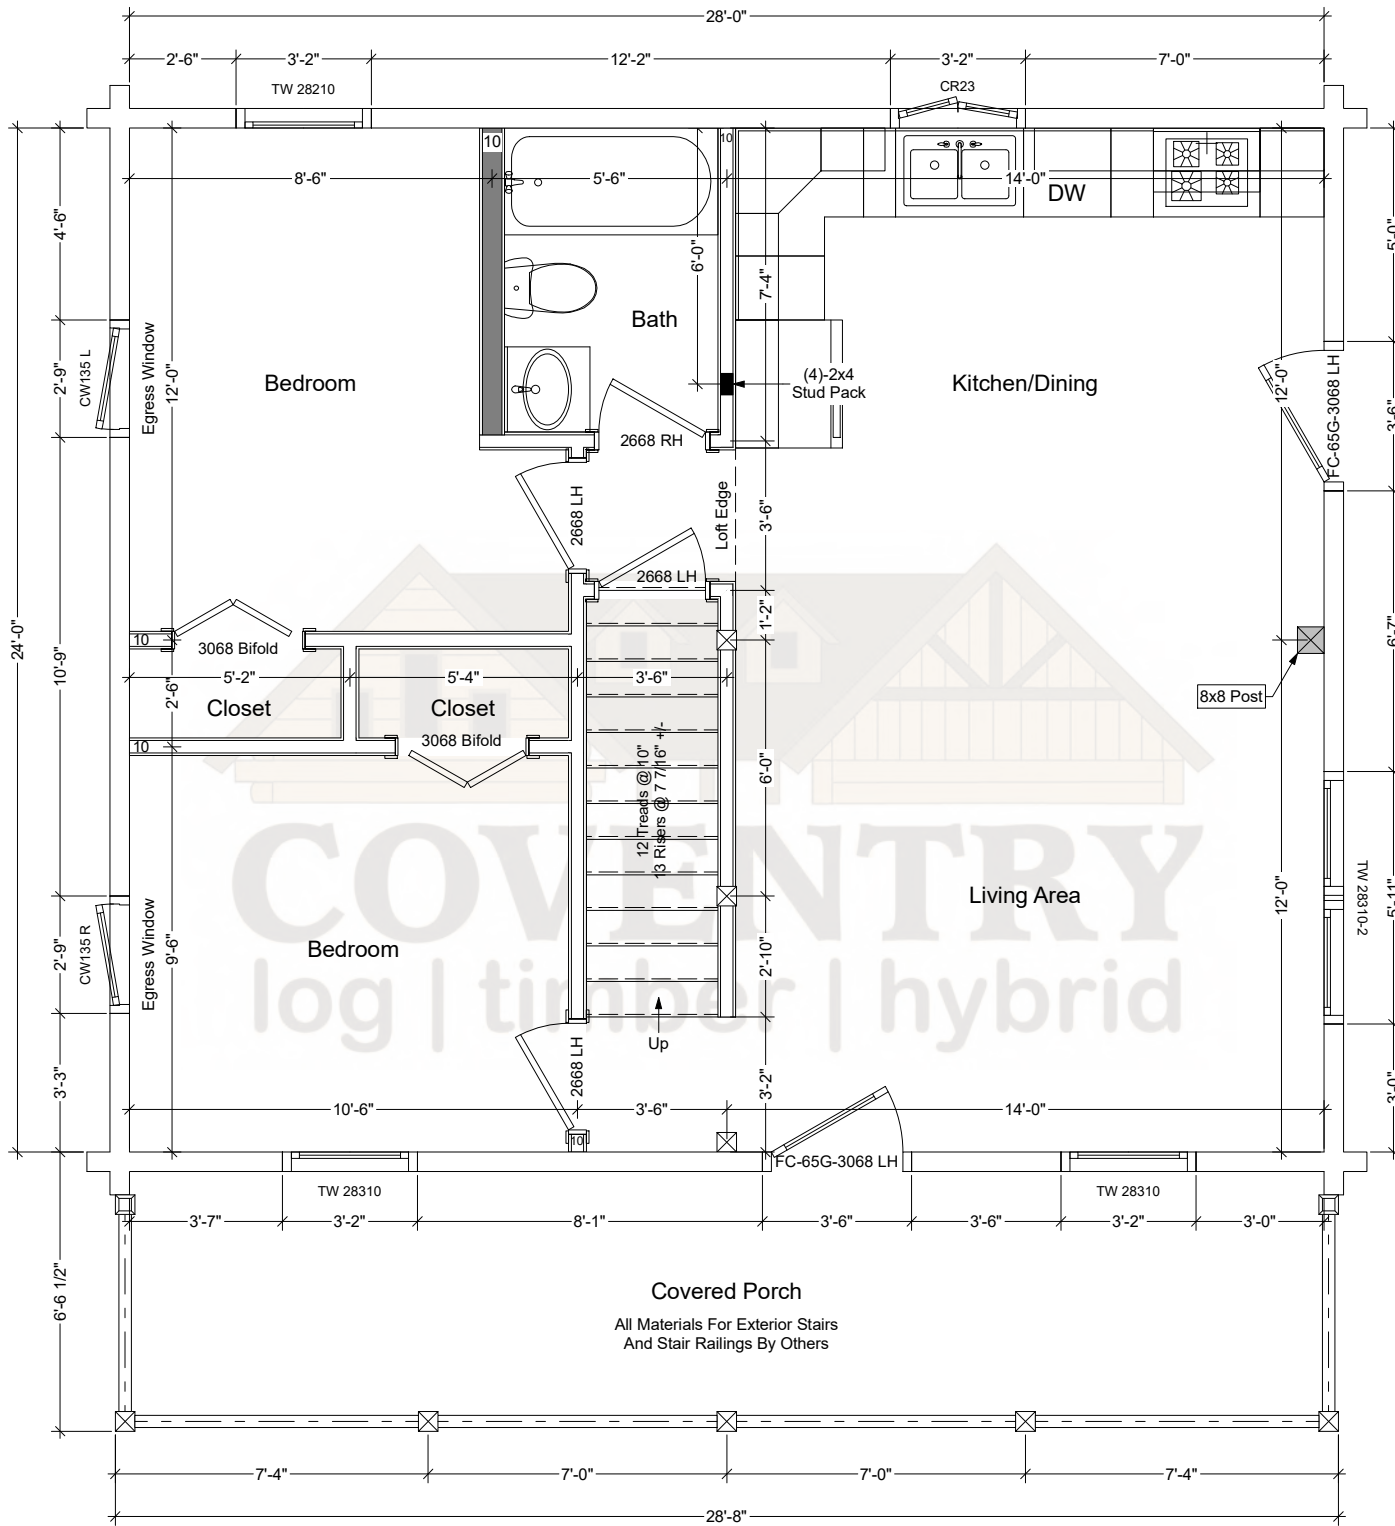 28'-0"
2'-6" 3'-2" 12'-2" 3'-2" 7'-0"
TW 28210
CR23
10
10
8'-6" 5'-6" 14'-0"
DW
4'-6"
5'-0"
6'-0"
7'-4"
Bath
CW135 L
Egress Window
2'-9"
12'-0"
Bedroom
(4)-2x4
Stud Pack
Kitchen/Dining
12'-0"
FC-65G-3068 LH
3'-6"
2668 RH
2668 LH
Loft Edge
3'-6"
2668 LH
1'-2"
24'-0"
10
3068 Bifold
10'-9"
6'-7"
5'-2" 5'-4" 3'-6"
2'-6"
8x8 Post
Closet
Closet
3068 Bifold
10
12 Treads @ 10"
13 Risers @ 7 7/16" +/-
6'-0"
COVENTRY
log | timber | hybrid
Living Area
12'-0"
TW 28310-2
5'-11"
CW135 R
Egress Window
2'-9"
9'-6"
Bedroom
2'-10"
Up
2668 LH
3'-3"
3'-2"
3'-0"
10'-6" 3'-6" 14'-0"
10
FC-65G-3068 LH
TW 28310
TW 28310
3'-7" 3'-2" 8'-1" 3'-6" 3'-6" 3'-2" 3'-0"
6'-6 1/2"
Covered Porch
All Materials For Exterior Stairs
And Stair Railings By Others
7'-4" 7'-0" 7'-0" 7'-4"
28'-8"